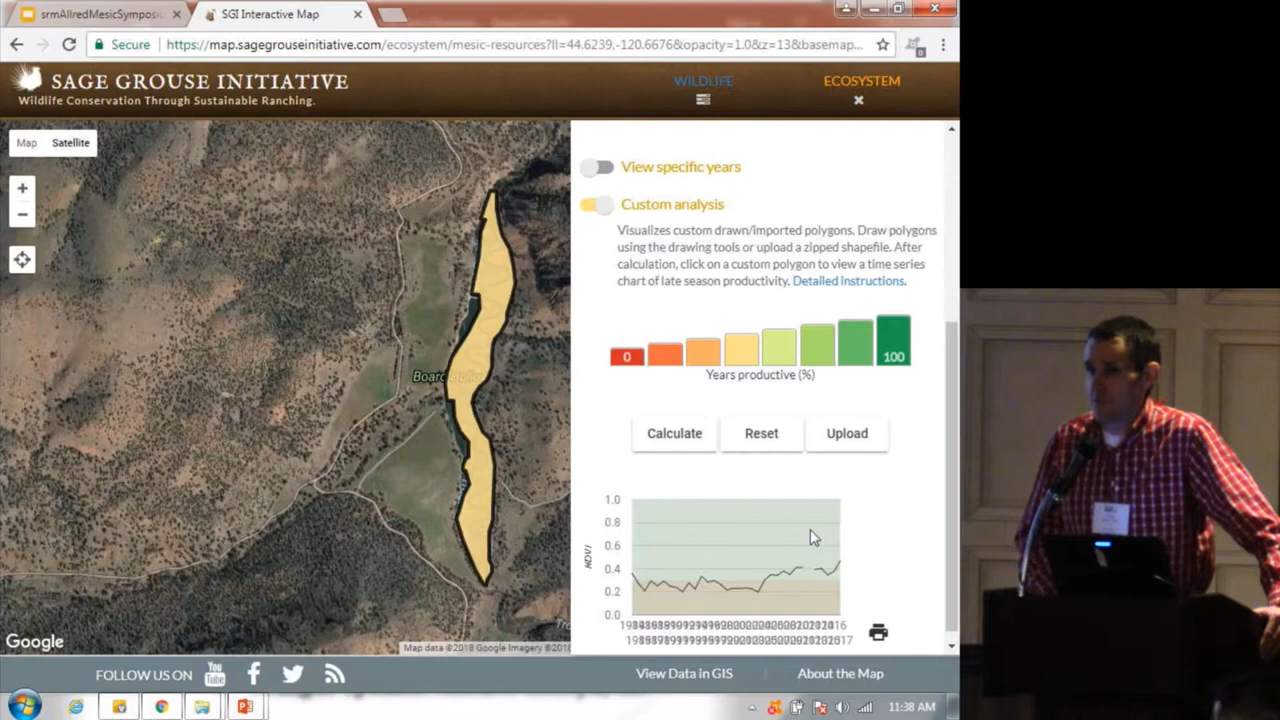 srmAllredMesicSymposiu
SGI Interactive Map
Secure
https://map.sagegrouseinitiative.com/ecosystem/mesic-resources?ll=44.6239,-120.6676&opacity=1.0&z=13&basemap...
SAGE GROUSE INITIATIVE
Wildlife Conservation Through Sustainable Ranching.
WILDLIFE
ECOSYSTEM
Map
Satellite
View specific years
Custom analysis
Visualizes custom drawn/imported polygons. Draw polygons
using the drawing tools or upload a zipped shapefile. After
calculation, click on a custom polygon to view a time series
chart of late season productivity. Detailed instructions.
0
100
Years productive (%)
Calculate
Reset
Upload
1.0
0.8
0.6
0.4
0.2
0.0
NDVI
Google
Map data ©2018 Google Imagery ©2018
FOLLOW US ON
You
Tube
View Data in GIS
About the Map
11:38 AM